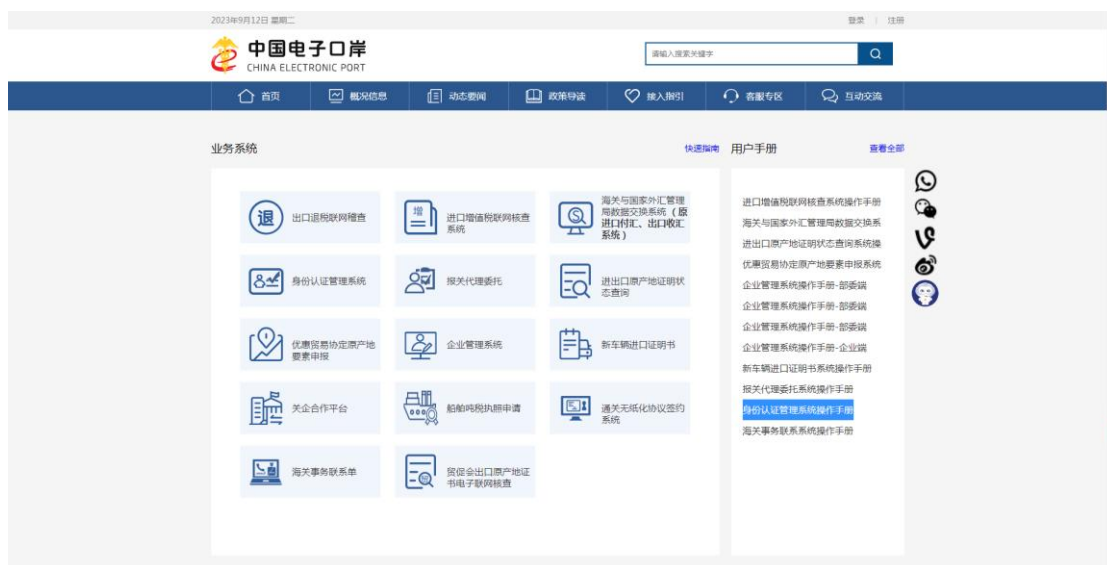 2023年9月12日 星期二
登录 | 注册
中国电子口岸
CHINA ELECTRONIC PORT
请输入搜索关键字
首页
概况信息
动态要闻
政策导读
接入指引
客服专区
互动交流
业务系统
快速指南
用户手册
查看全部
退
出口退税联网稽查
增
进口增值税联网核查
系统
海关与国家外汇管理
局数据交换系统（原
进口付汇、出口收汇
系统）
身份认证管理系统
报关代理委托
进出口原产地证明状
态查询
优惠贸易协定原产地
要素申报
企业管理系统
新车辆进口证明书
关企合作平台
船舶吨税执照申请
通关无纸化协议签约
系统
海关事务联系单
贸促会出口原产地证
书电子联网核查
进口增值税联网核查系统操作手册
海关与国家外汇管理局数据交换系
进出口原产地证明状态查询系统操
优惠贸易协定原产地要素申报系统
企业管理系统操作手册-部委端
企业管理系统操作手册-部委端
企业管理系统操作手册-部委端
企业管理系统操作手册-企业端
新车辆进口证明书系统操作手册
报关代理委托系统操作手册
身份认证管理系统操作手册
海关事务联系系统操作手册